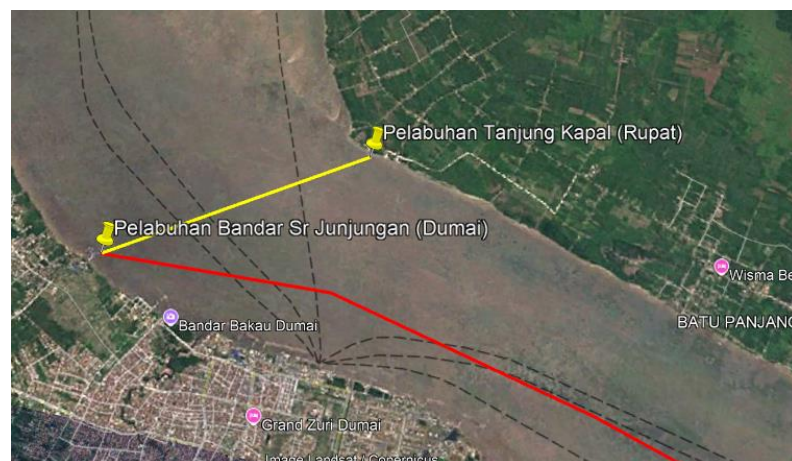 Pelabuhan Tanjung Kapal (Rupat)
Pelabuhan Bandar Sr Junjungan (Dumai)
Wisma Be
Bandar Bakau Dumai
BATU PANJANG
Grand Zuri Dumai
Image Landsat / Copernicus